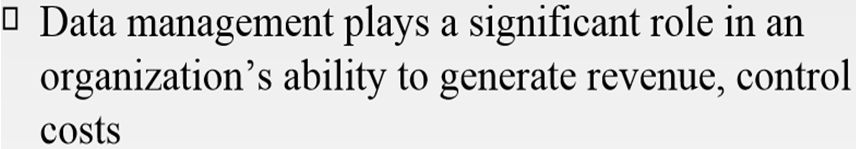 ▯ Data management plays a significant role in an
organization’s ability to generate revenue, control
costs